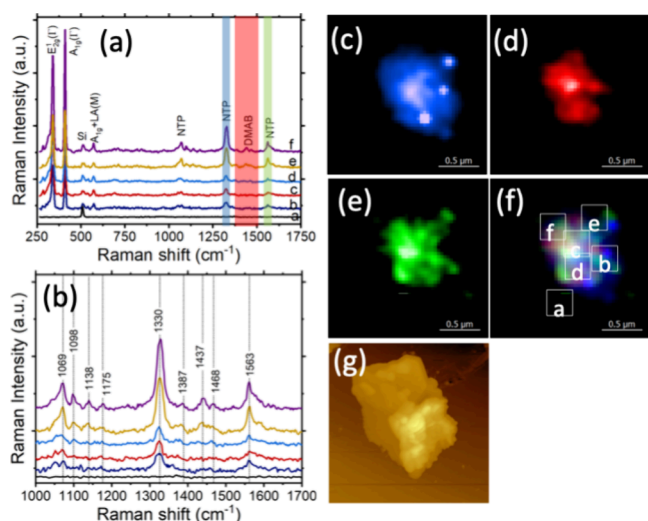 (a)
Raman Intensity (a.u.)
E¹2g(Γ)
A1g(Γ)
Si
A1g+LA(M)
NTP
NTP
DMAB
NTP
f
e
d
c
b
a
250 500 750 1000 1250 1500 1750
Raman shift (cm-1)
(b)
Raman Intensity (a.u.)
1069
1098
1138
1175
1330
1387
1437
1468
1563
1000 1100 1200 1300 1400 1500 1600 1700
Raman shift (cm-1)
(c)
0.5 μm
(d)
0.5 μm
(e)
0.5 μm
(f)
f
e
c
b
d
a
0.5 μm
(g)